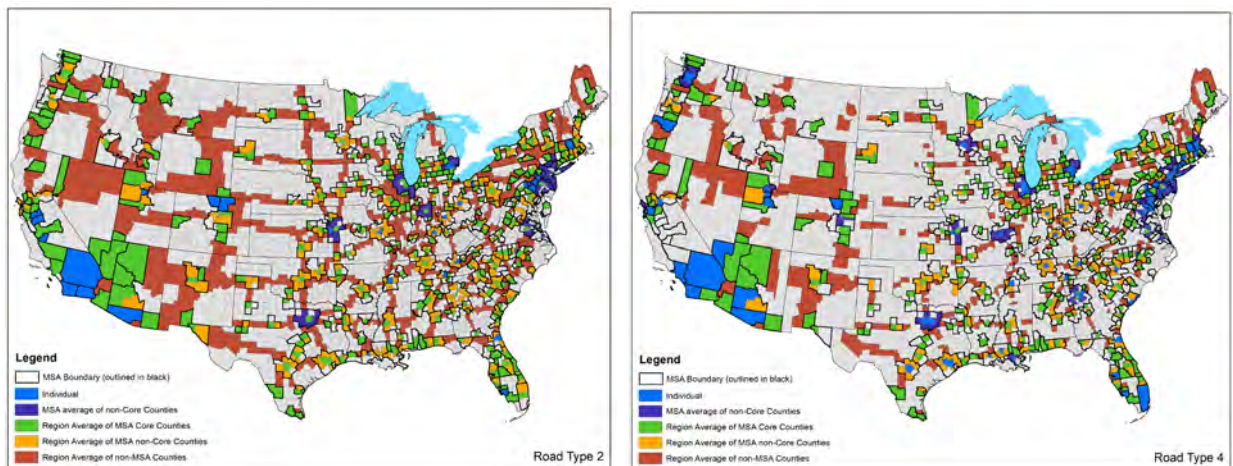 Legend
MSA Boundary (outlined in black)
Individual
MSA average of non-Core Counties
Region Average of MSA Core Counties
Region Average of MSA non-Core Counties
Region Average of non-MSA Counties
Road Type 2
Legend
MSA Boundary (outlined in black)
Individual
MSA average of non-Core Counties
Region Average of MSA Core Counties
Region Average of MSA non-Core Counties
Region Average of non-MSA Counties
Road Type 4